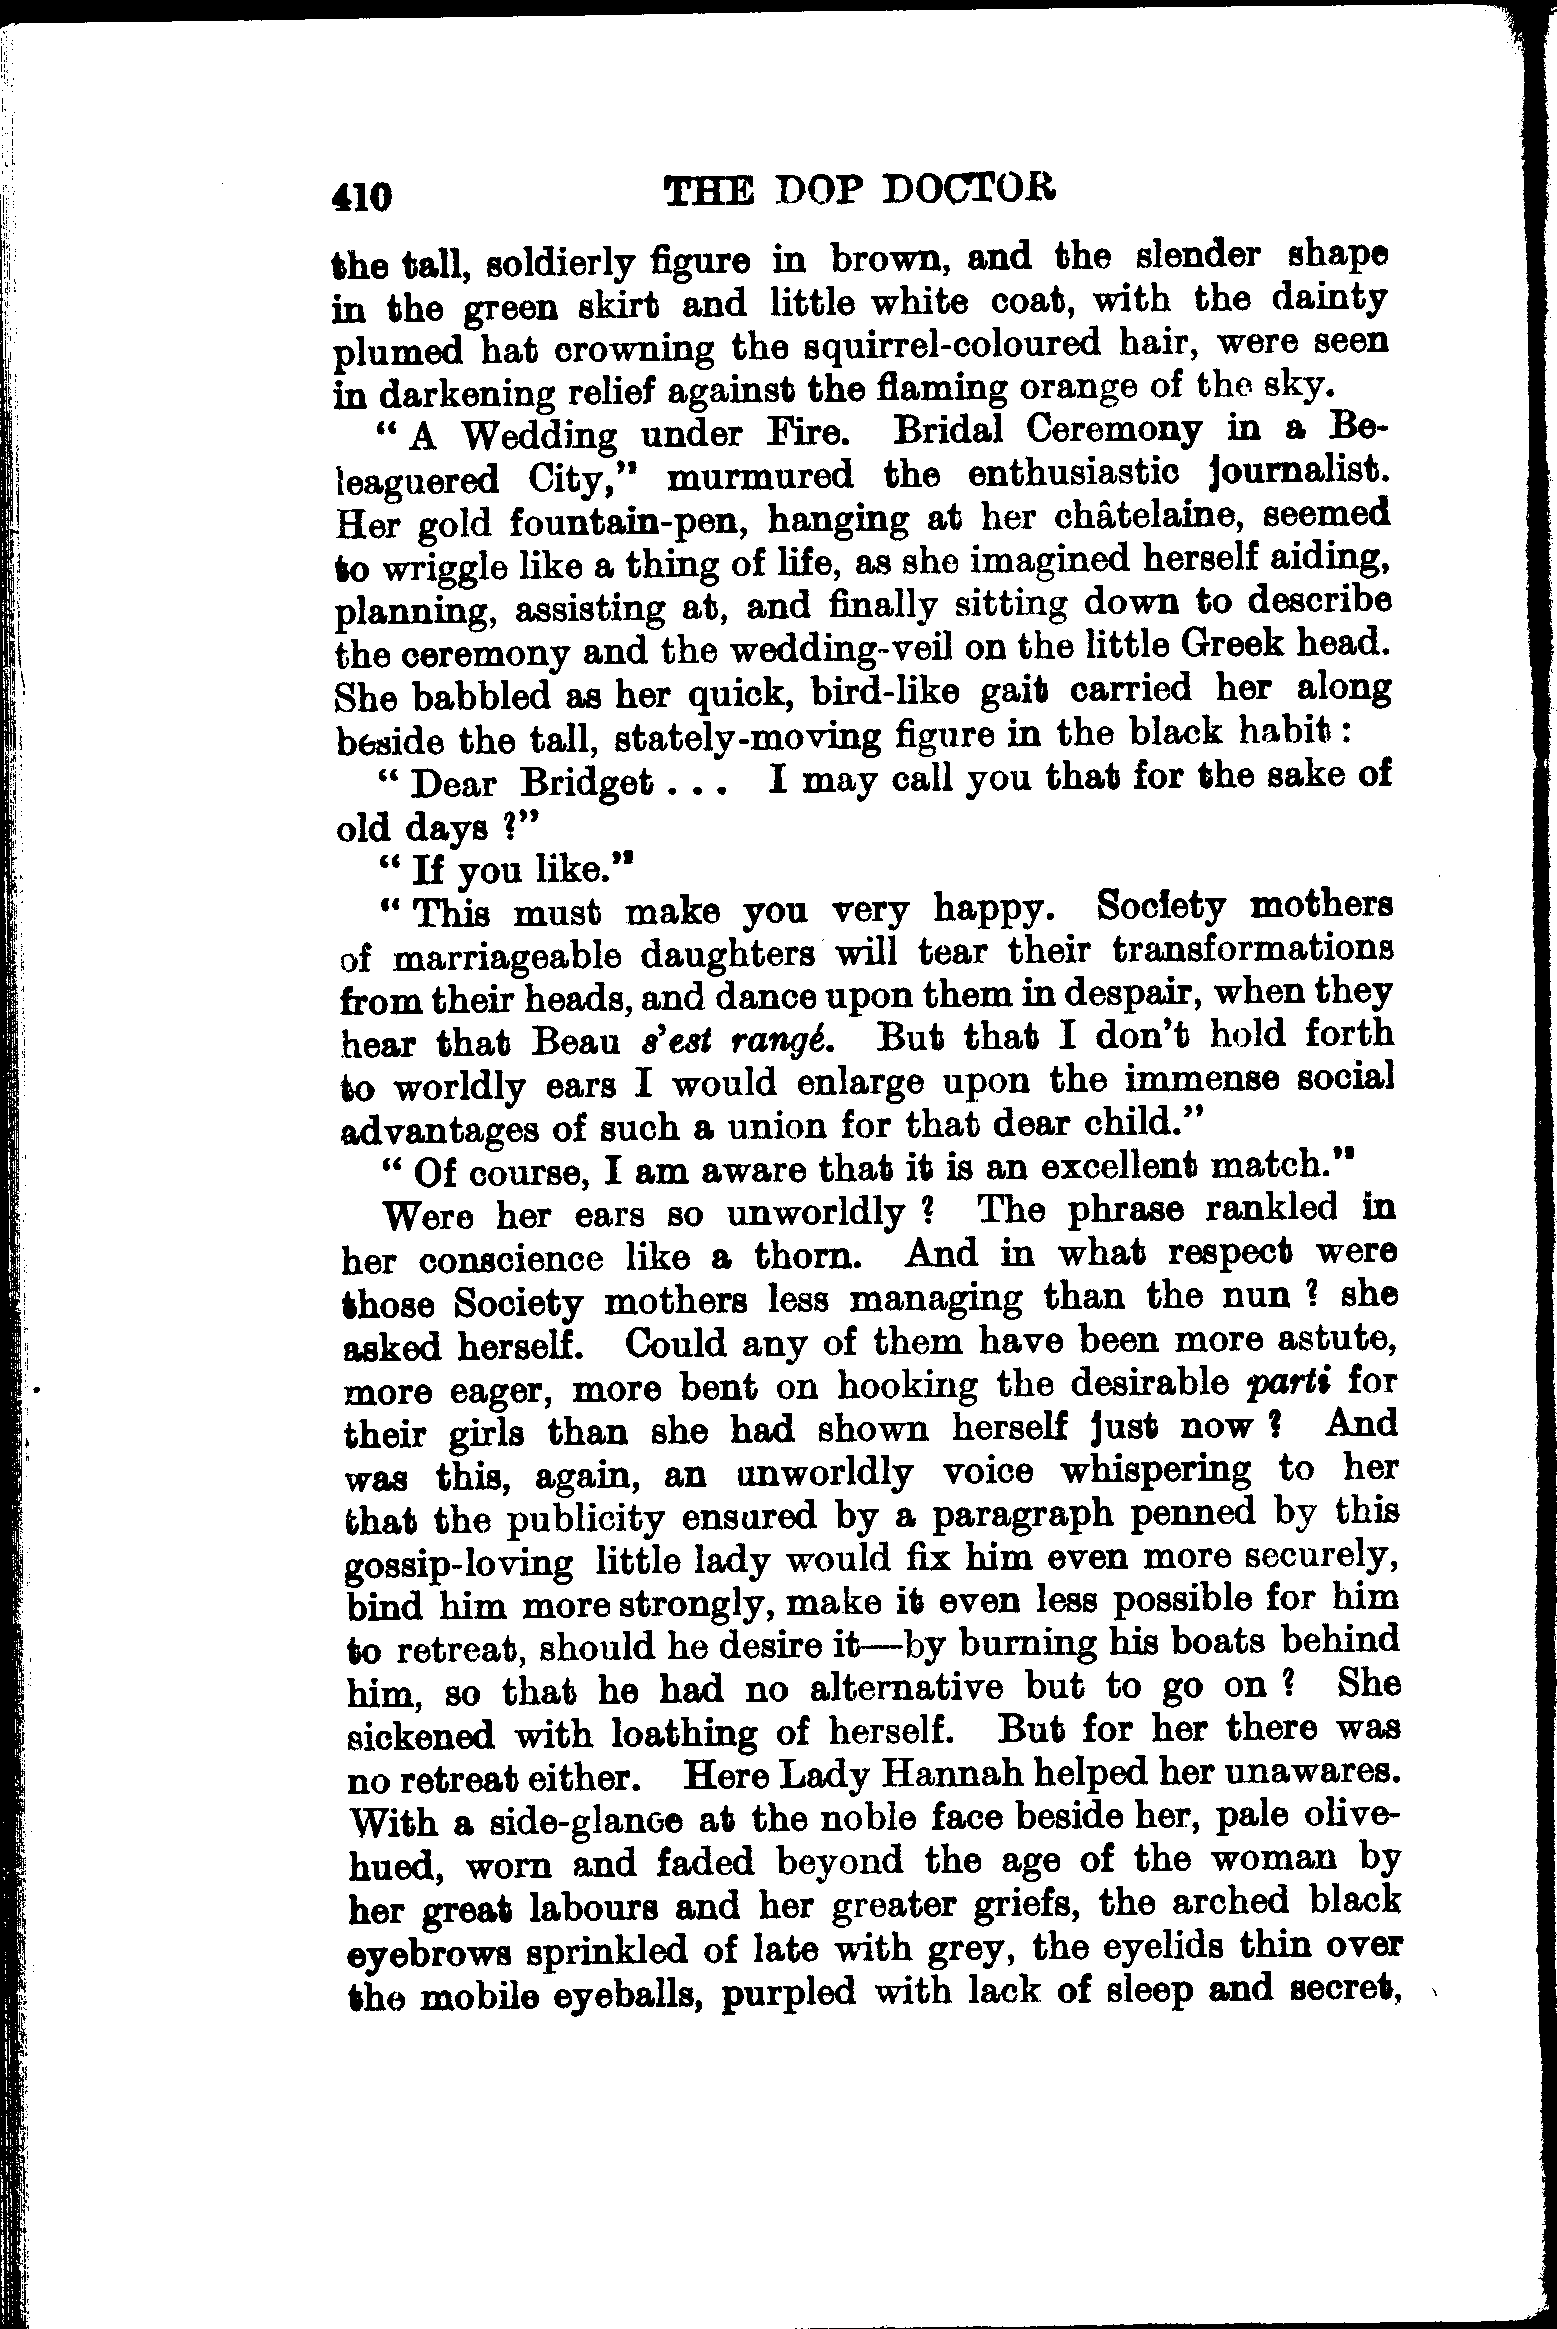 410 THE DOP DOCTOR
the tall, soldierly figure in brown, and the slender shape
in the green skirt and little white coat, with the dainty
plumed hat crowning the squirrel-coloured hair, were seen
in darkening relief against the flaming orange of the sky.
“ A Wedding under Fire. Bridal Ceremony in a Be-
leaguered City,” murmured the enthusiastic journalist.
Her gold fountain-pen, hanging at her châtelaine, seemed
to wriggle like a thing of life, as she imagined herself aiding,
planning, assisting at, and finally sitting down to describe
the ceremony and the wedding-veil on the little Greek head.
She babbled as her quick, bird-like gait carried her along
beside the tall, stately-moving figure in the black habit :
“ Dear Bridget . . . I may call you that for the sake of
old days ?”
“ If you like.”
“ This must make you very happy. Society mothers
of marriageable daughters will tear their transformations
from their heads, and dance upon them in despair, when they
hear that Beau s’est rangé. But that I don’t hold forth
to worldly ears I would enlarge upon the immense social
advantages of such a union for that dear child.”
“ Of course, I am aware that it is an excellent match.”
Were her ears so unworldly ? The phrase rankled in
her conscience like a thorn. And in what respect were
those Society mothers less managing than the nun ? she
asked herself. Could any of them have been more astute,
more eager, more bent on hooking the desirable parti for
their girls than she had shown herself just now ? And
was this, again, an unworldly voice whispering to her
that the publicity ensured by a paragraph penned by this
gossip-loving little lady would fix him even more securely,
bind him more strongly, make it even less possible for him
to retreat, should he desire it—by burning his boats behind
him, so that he had no alternative but to go on ? She
sickened with loathing of herself. But for her there was
no retreat either. Here Lady Hannah helped her unawares.
With a side-glance at the noble face beside her, pale olive-
hued, worn and faded beyond the age of the woman by
her great labours and her greater griefs, the arched black
eyebrows sprinkled of late with grey, the eyelids thin over
the mobile eyeballs, purpled with lack of sleep and secret,